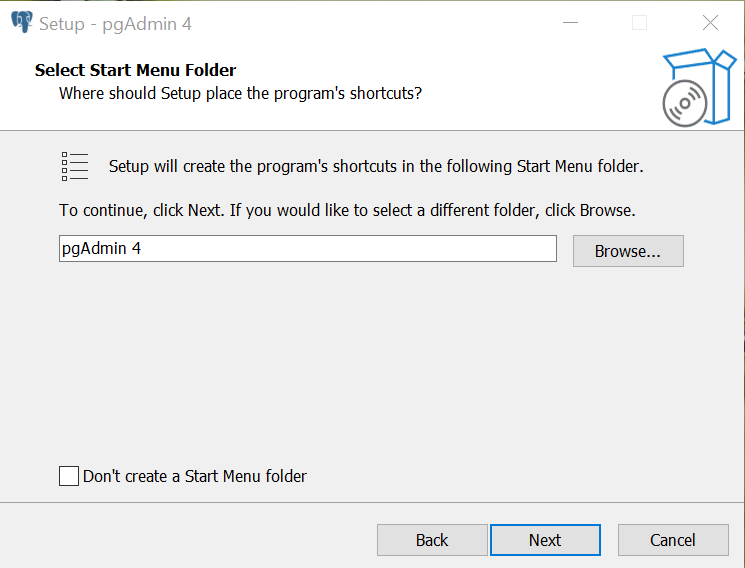 Setup - pgAdmin 4
Select Start Menu Folder
Where should Setup place the program's shortcuts?
Setup will create the program's shortcuts in the following Start Menu folder.
To continue, click Next. If you would like to select a different folder, click Browse.
pgAdmin 4
Browse...
Don't create a Start Menu folder
Back
Next
Cancel